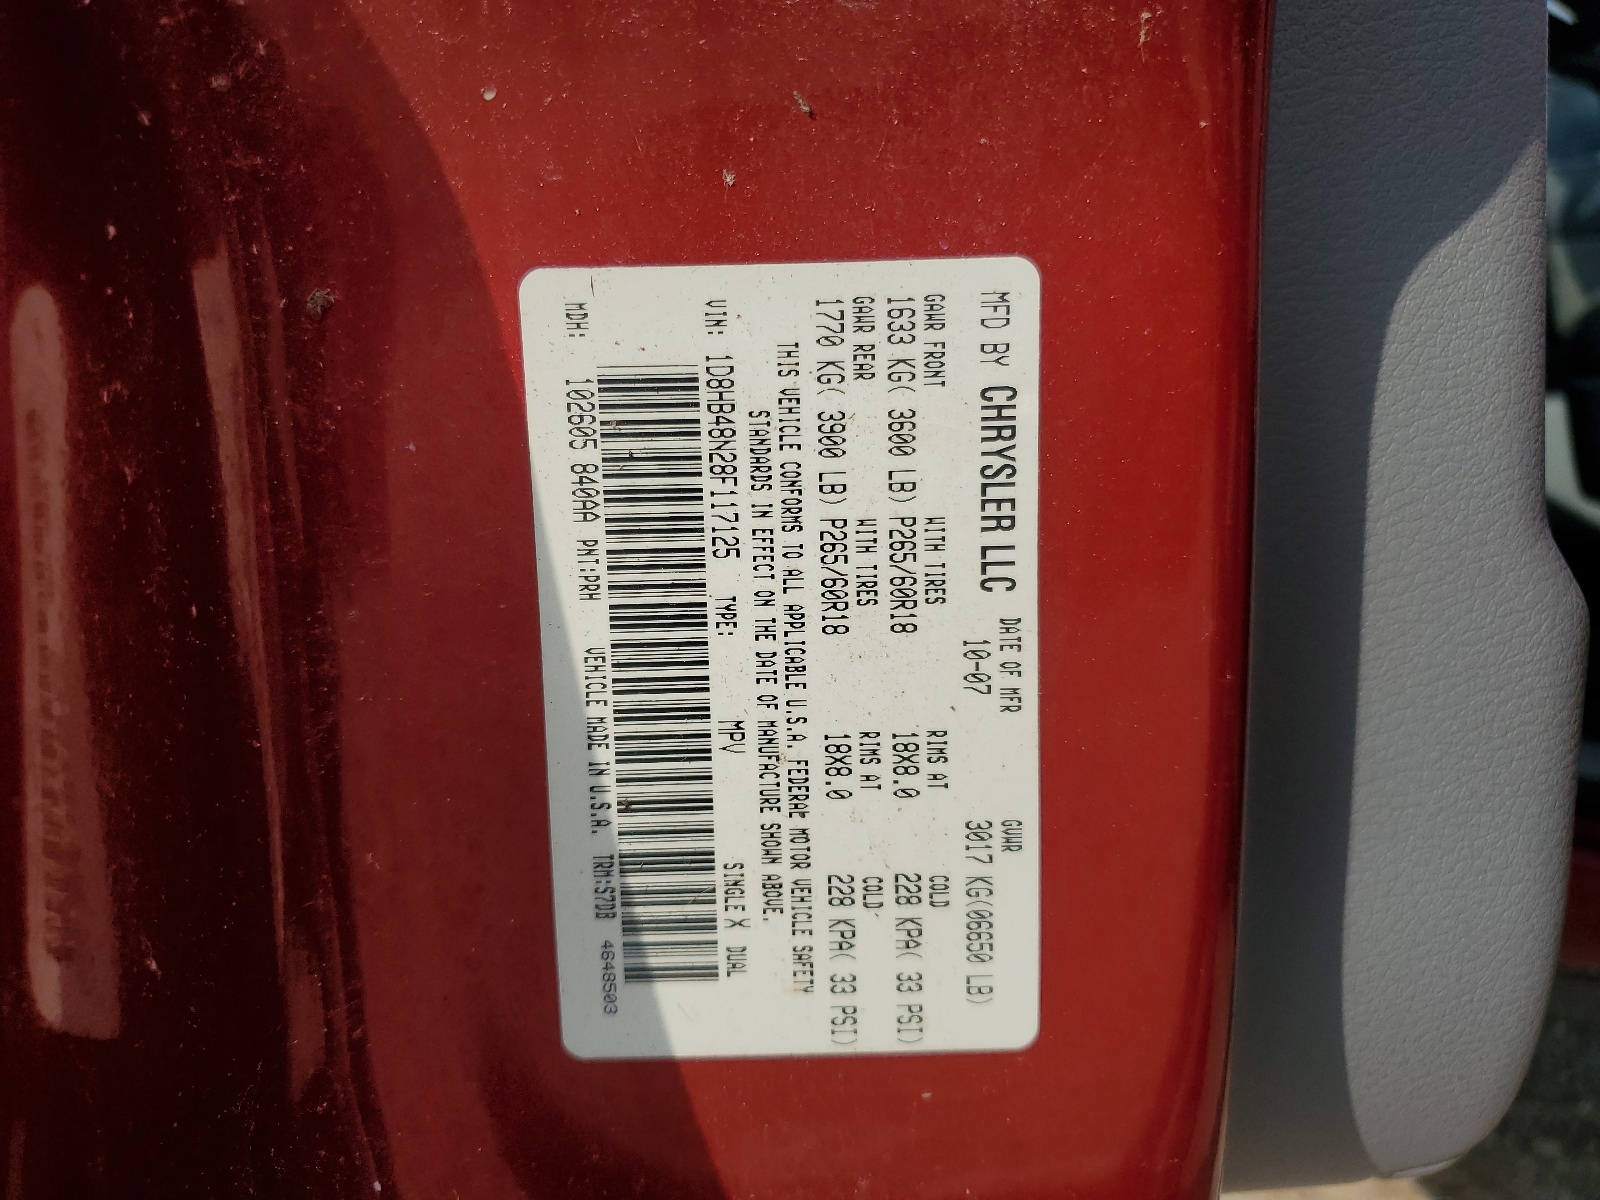 MFD BY CHRYSLER LLC DATE OF MFR GVWR
10-07 3017 KG(06650 LB)
GAWR FRONT WITH TIRES RIMS AT COLD
1633 KG( 3600 LB) P265/60R18 18X8.0 228 KPA( 33 PSI)
GAWR REAR WITH TIRES RIMS AT COLD
1770 KG( 3900 LB) P265/60R18 18X8.0 228 KPA( 33 PSI)
THIS VEHICLE CONFORMS TO ALL APPLICABLE U.S.A. FEDERAL MOTOR VEHICLE SAFETY
STANDARDS IN EFFECT ON THE DATE OF MANUFACTURE SHOWN ABOVE.
VIN: 1D8HB48N28F117125 TYPE: MPV SINGLE X DUAL
MDH: 102605 840AA PNT:PRH VEHICLE MADE IN U.S.A. TRM:S7DB 4648503